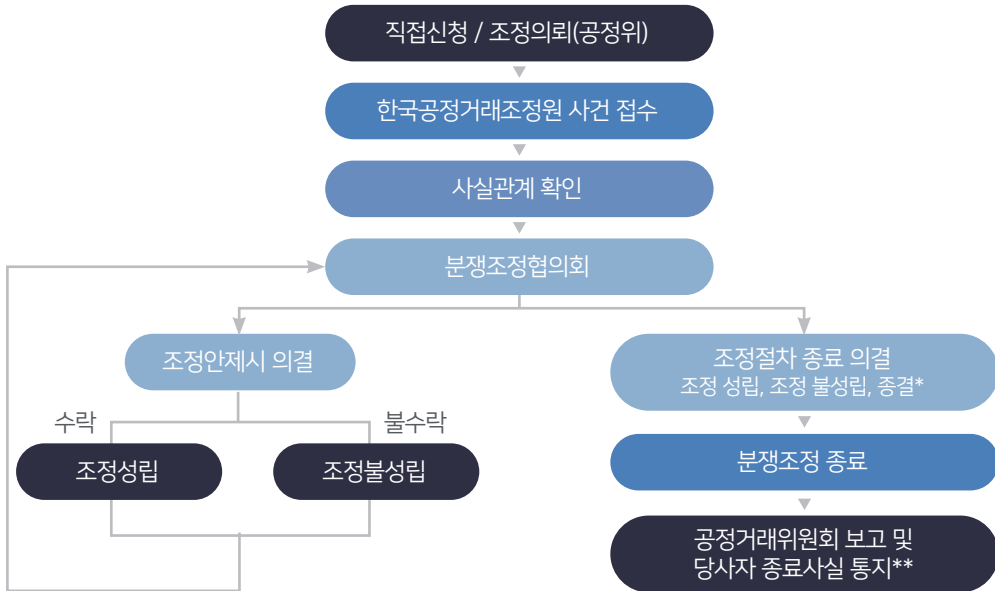 직접신청 / 조정의뢰(공정위)
한국공정거래조정원 사건 접수
사실관계 확인
분쟁조정협의회
조정안제시 의결
수락
불수락
조정성립
조정불성립
조정절차 종료 의결
조정 성립, 조정 불성립, 종결*
분쟁조정 종료
공정거래위원회 보고 및
당사자 종료사실 통지**